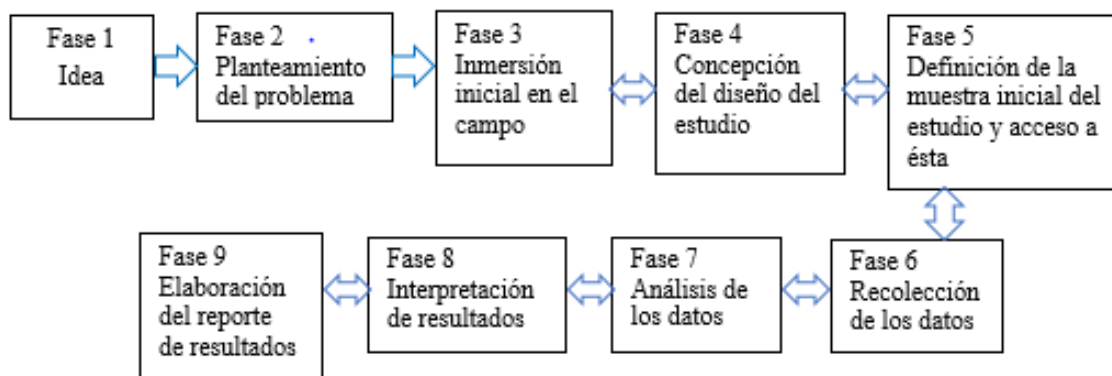 Fase 1
Idea
Fase 2
Planteamiento
del problema
Fase 3
Inmersión
inicial en el
campo
Fase 4
Concepción
del diseño del
estudio
Fase 5
Definición de la
muestra inicial del
estudio y acceso a
ésta
Fase 6
Recolección
de los datos
Fase 7
Análisis de
los datos
Fase 8
Interpretación
de resultados
Fase 9
Elaboración
del reporte
de resultados